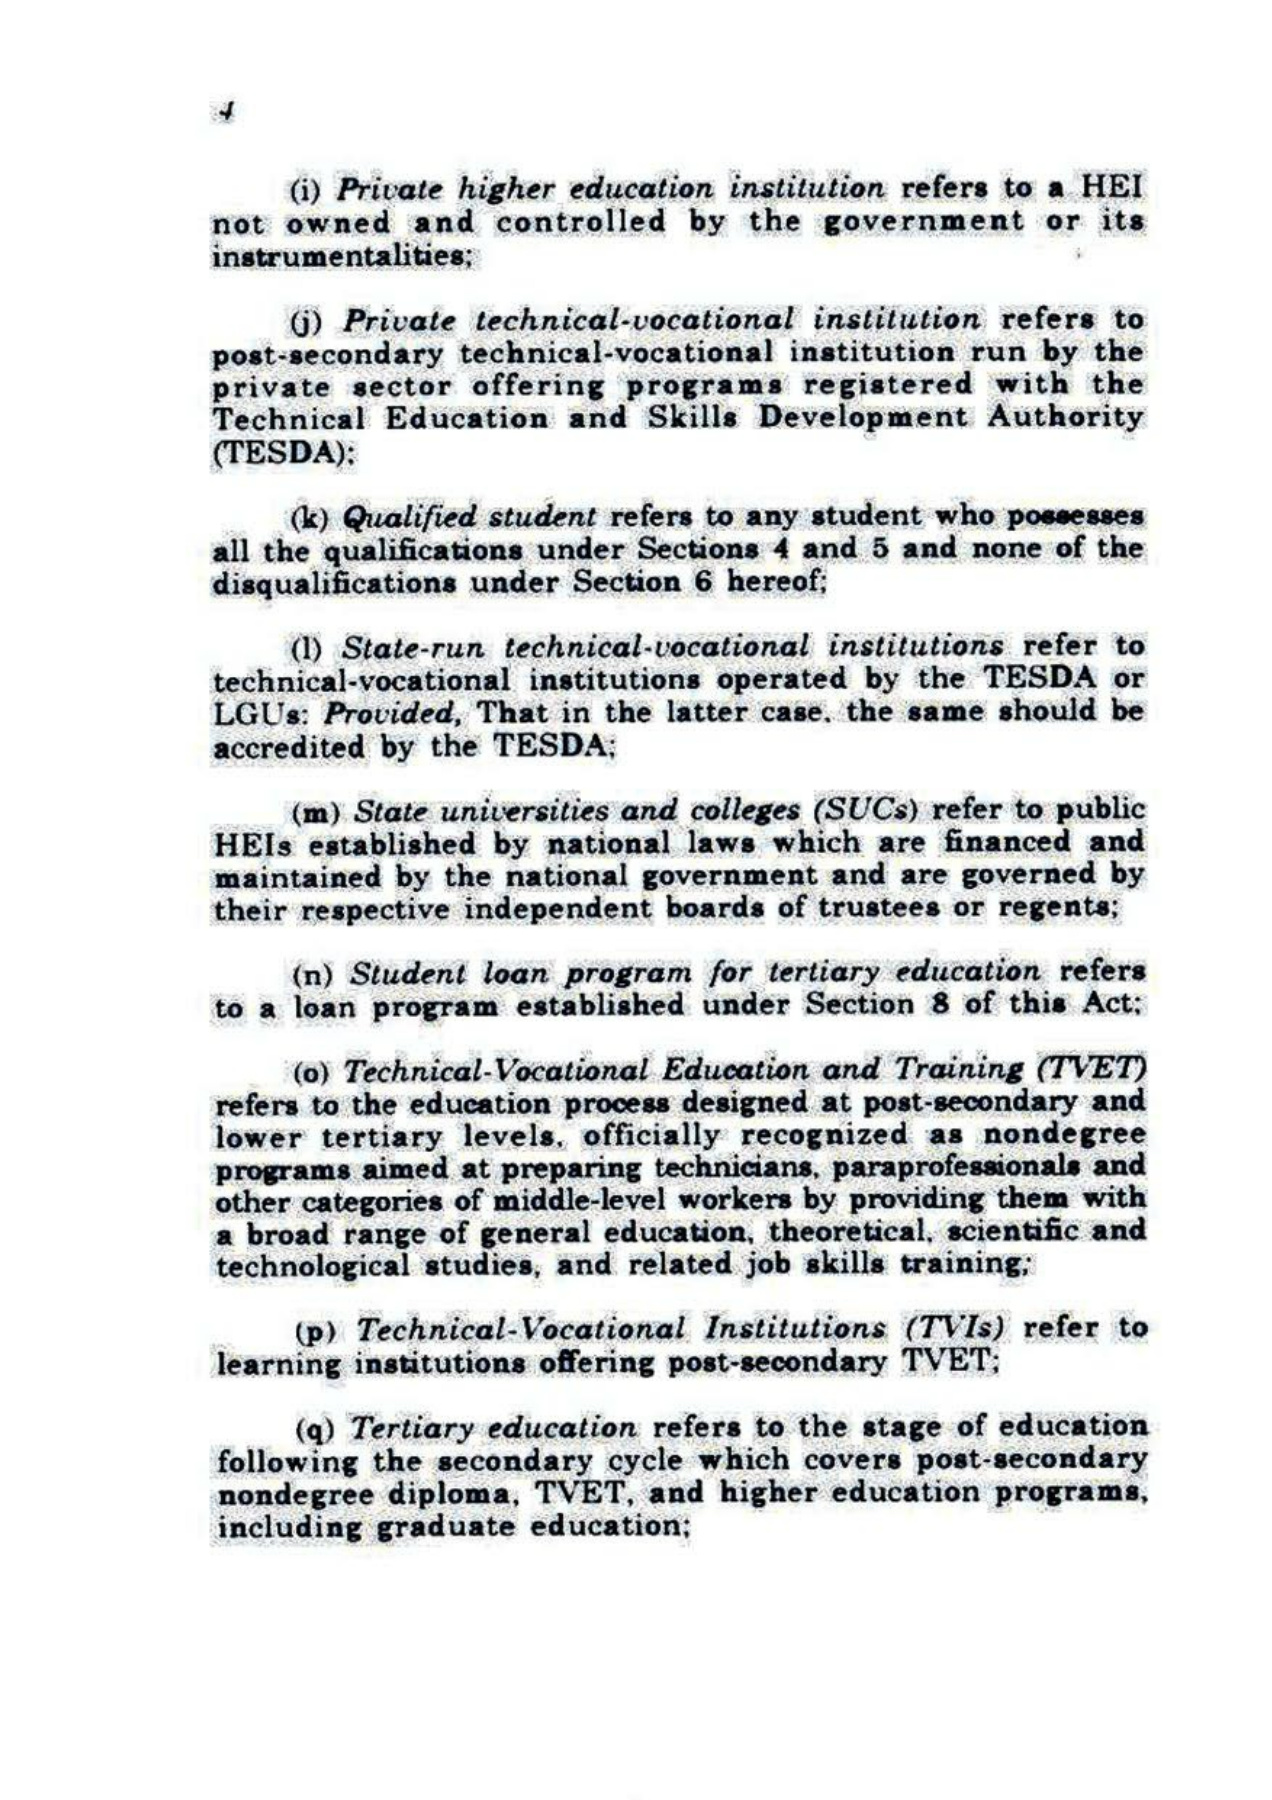 4
(i) Private higher education institution refers to a HEI
not owned and controlled by the government or its
instrumentalities;
(j) Private technical-vocational institution refers to
post-secondary technical-vocational institution run by the
private sector offering programs registered with the
Technical Education and Skills Development Authority
(TESDA);
(k) Qualified student refers to any student who possesses
all the qualifications under Sections 4 and 5 and none of the
disqualifications under Section 6 hereof;
(l) State-run technical-vocational institutions refer to
technical-vocational institutions operated by the TESDA or
LGUs: Provided, That in the latter case, the same should be
accredited by the TESDA;
(m) State universities and colleges (SUCs) refer to public
HEIs established by national laws which are financed and
maintained by the national government and are governed by
their respective independent boards of trustees or regents;
(n) Student loan program for tertiary education refers
to a loan program established under Section 8 of this Act;
(o) Technical-Vocational Education and Training (TVET)
refers to the education process designed at post-secondary and
lower tertiary levels, officially recognized as nondegree
programs aimed at preparing technicians, paraprofessionals and
other categories of middle-level workers by providing them with
a broad range of general education, theoretical, scientific and
technological studies, and related job skills training;
(p) Technical-Vocational Institutions (TVIs) refer to
learning institutions offering post-secondary TVET;
(q) Tertiary education refers to the stage of education
following the secondary cycle which covers post-secondary
nondegree diploma, TVET, and higher education programs,
including graduate education;